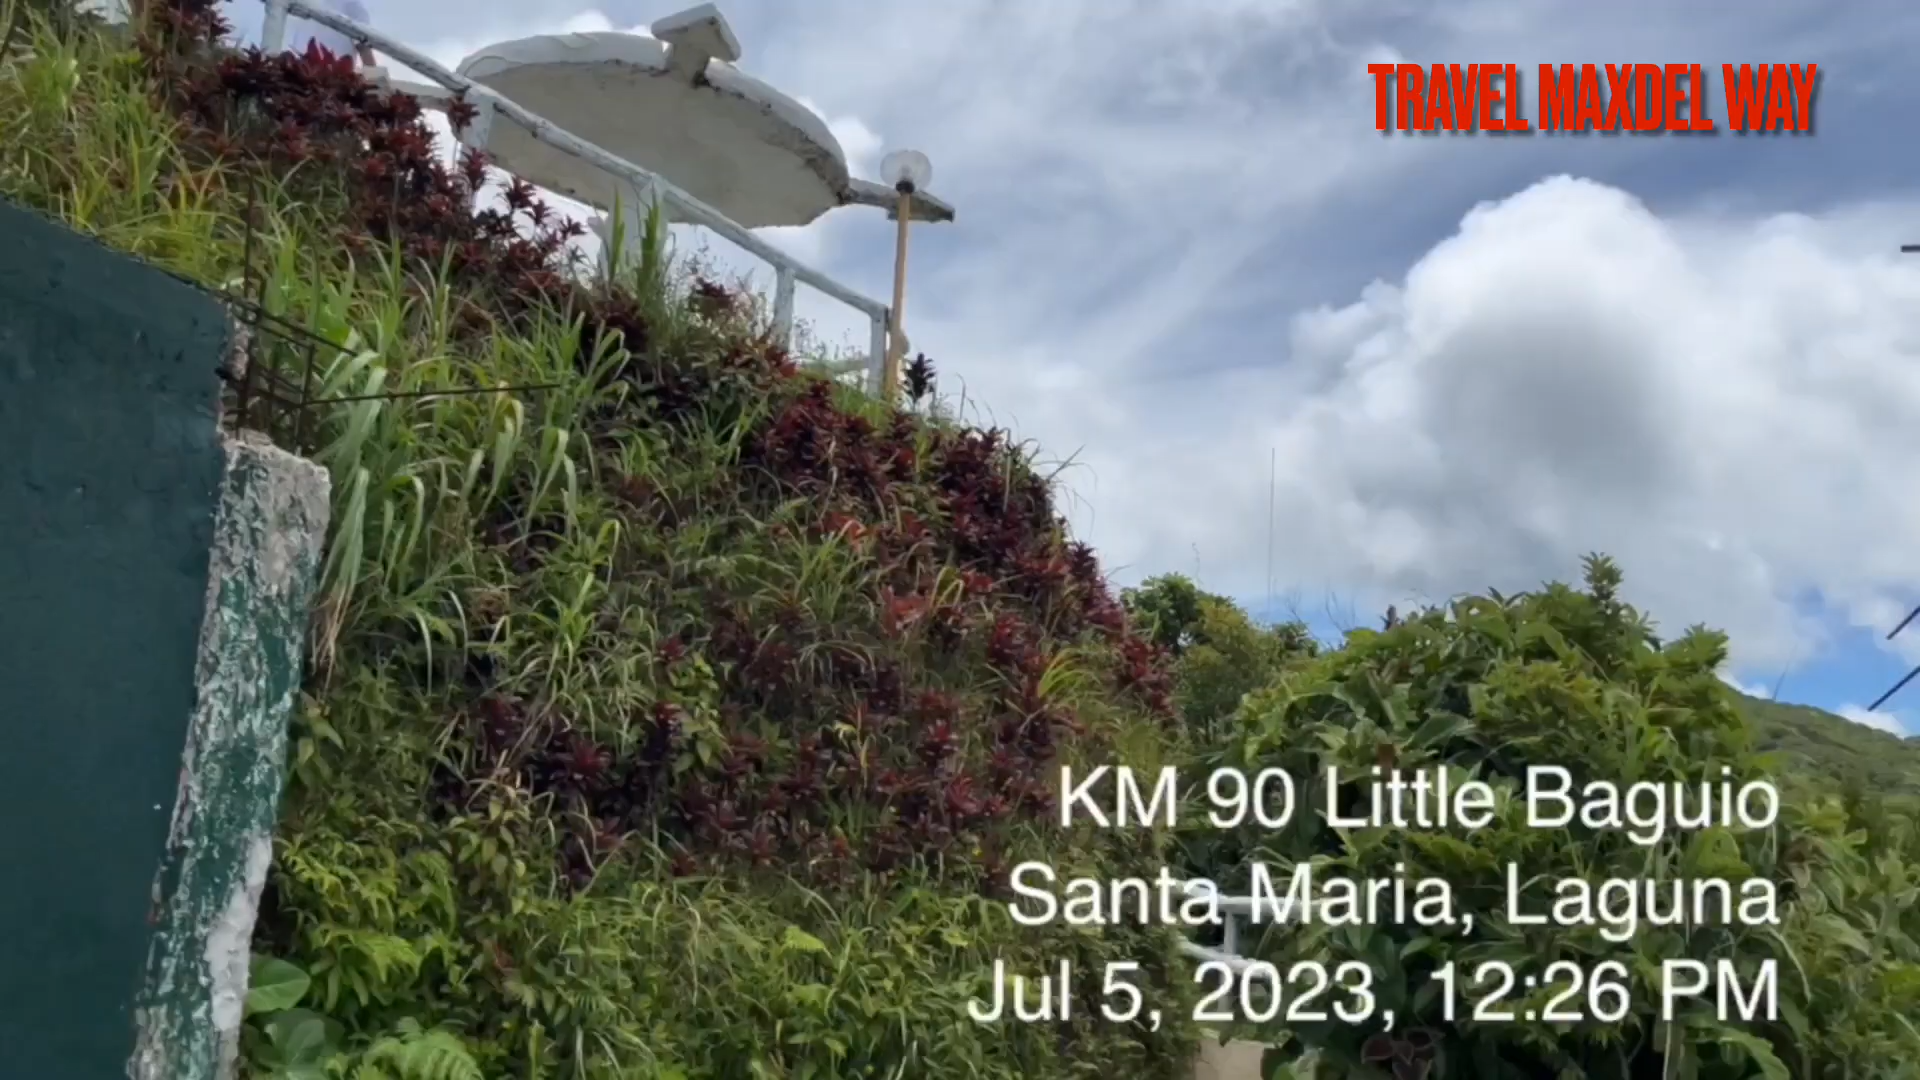 TRAVEL MAXDEL WAY
KM 90 Little Baguio
Santa Maria, Laguna
Jul 5, 2023, 12:26 PM